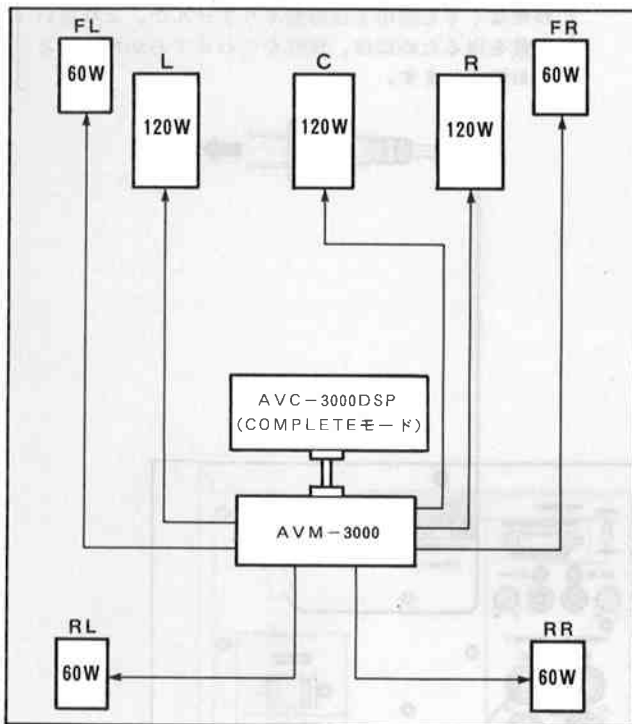 FL
FR
L
C
R
60W
60W
120W
120W
120W
AVC-3000DSP
(COMPLETEモード)
AVM-3000
RL
RR
60W
60W